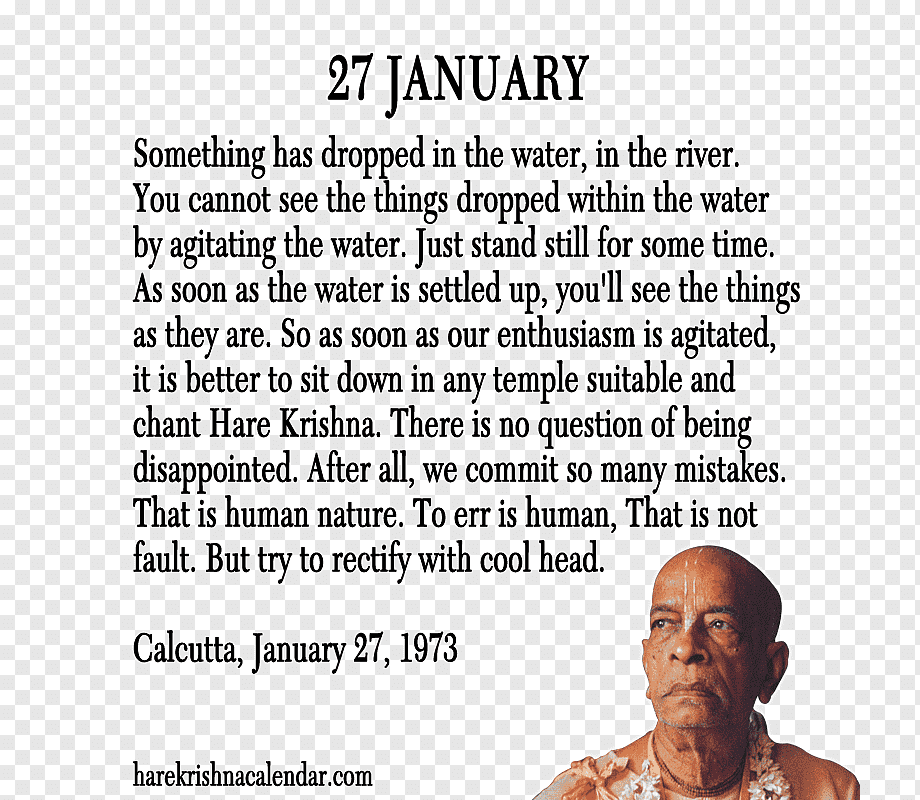 27 JANUARY
Something has dropped in the water, in the river.
You cannot see the things dropped within the water
by agitating the water. Just stand still for some time.
As soon as the water is settled up, you'll see the things
as they are. So as soon as our enthusiasm is agitated,
it is better to sit down in any temple suitable and
chant Hare Krishna. There is no question of being
disappointed. After all, we commit so many mistakes.
That is human nature. To err is human, That is not
fault. But try to rectify with cool head.
Calcutta, January 27, 1973
harekrishnacalendar.com